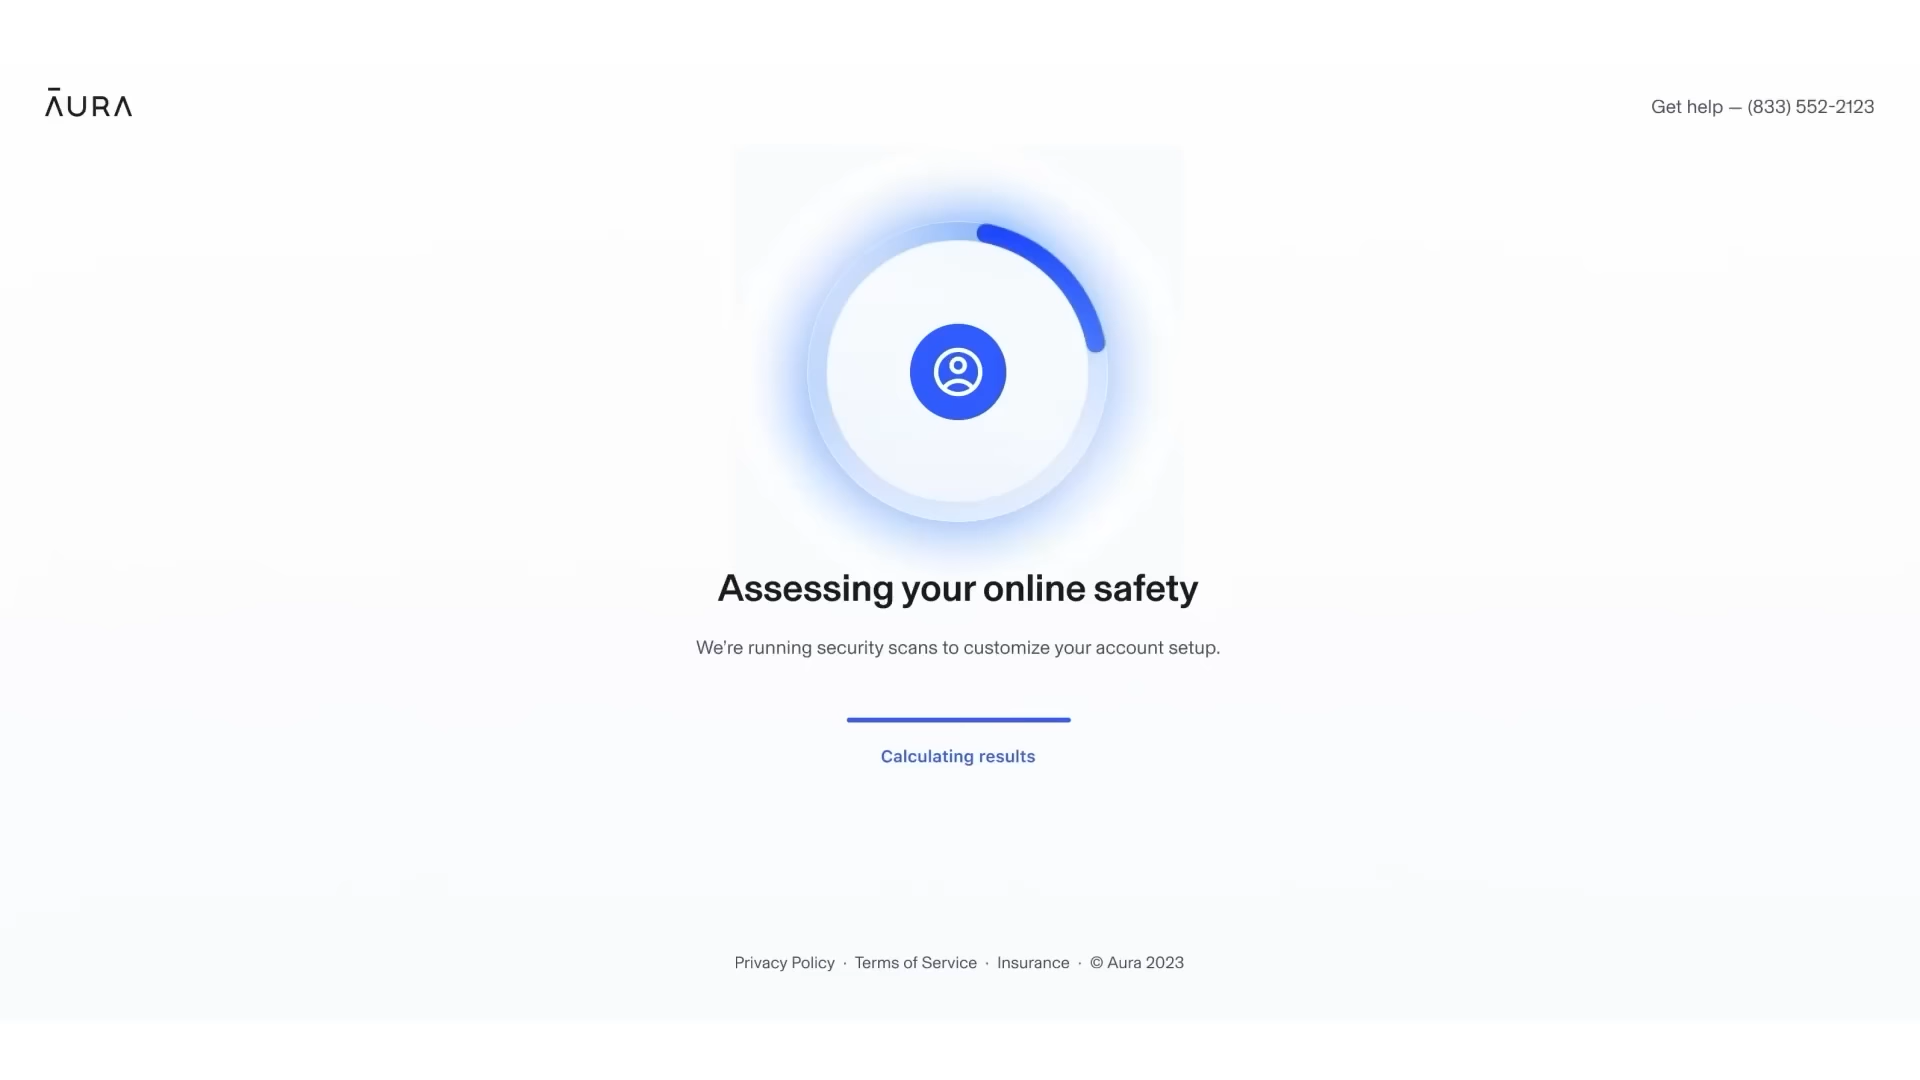 ĀURA
Get help — (833) 552-2123
Assessing your online safety
We're running security scans to customize your account setup.
Calculating results
Privacy Policy · Terms of Service · Insurance · © Aura 2023